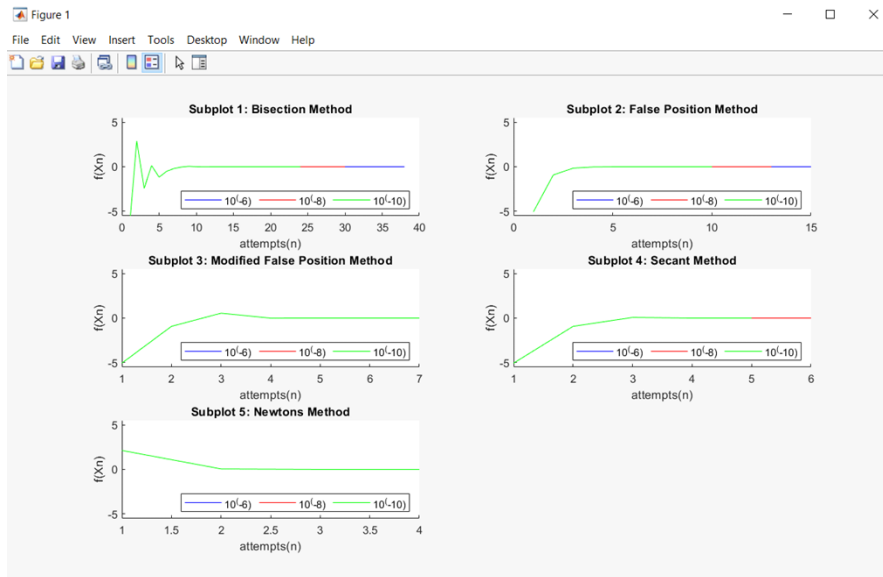 Figure 1
File Edit View Insert Tools Desktop Window Help
Subplot 1: Bisection Method
5
0
-5
f(Xn)
10(-6) 10(-8) 10(-10)
0 5 10 15 20 25 30 35 40
attempts(n)
Subplot 2: False Position Method
5
0
-5
f(Xn)
10(-6) 10(-8) 10(-10)
0 5 10 15
attempts(n)
Subplot 3: Modified False Position Method
5
0
-5
f(Xn)
10(-6) 10(-8) 10(-10)
1 2 3 4 5 6 7
attempts(n)
Subplot 4: Secant Method
5
0
-5
f(Xn)
10(-6) 10(-8) 10(-10)
1 2 3 4 5 6
attempts(n)
Subplot 5: Newtons Method
5
0
-5
f(Xn)
10(-6) 10(-8) 10(-10)
1 1.5 2 2.5 3 3.5 4
attempts(n)